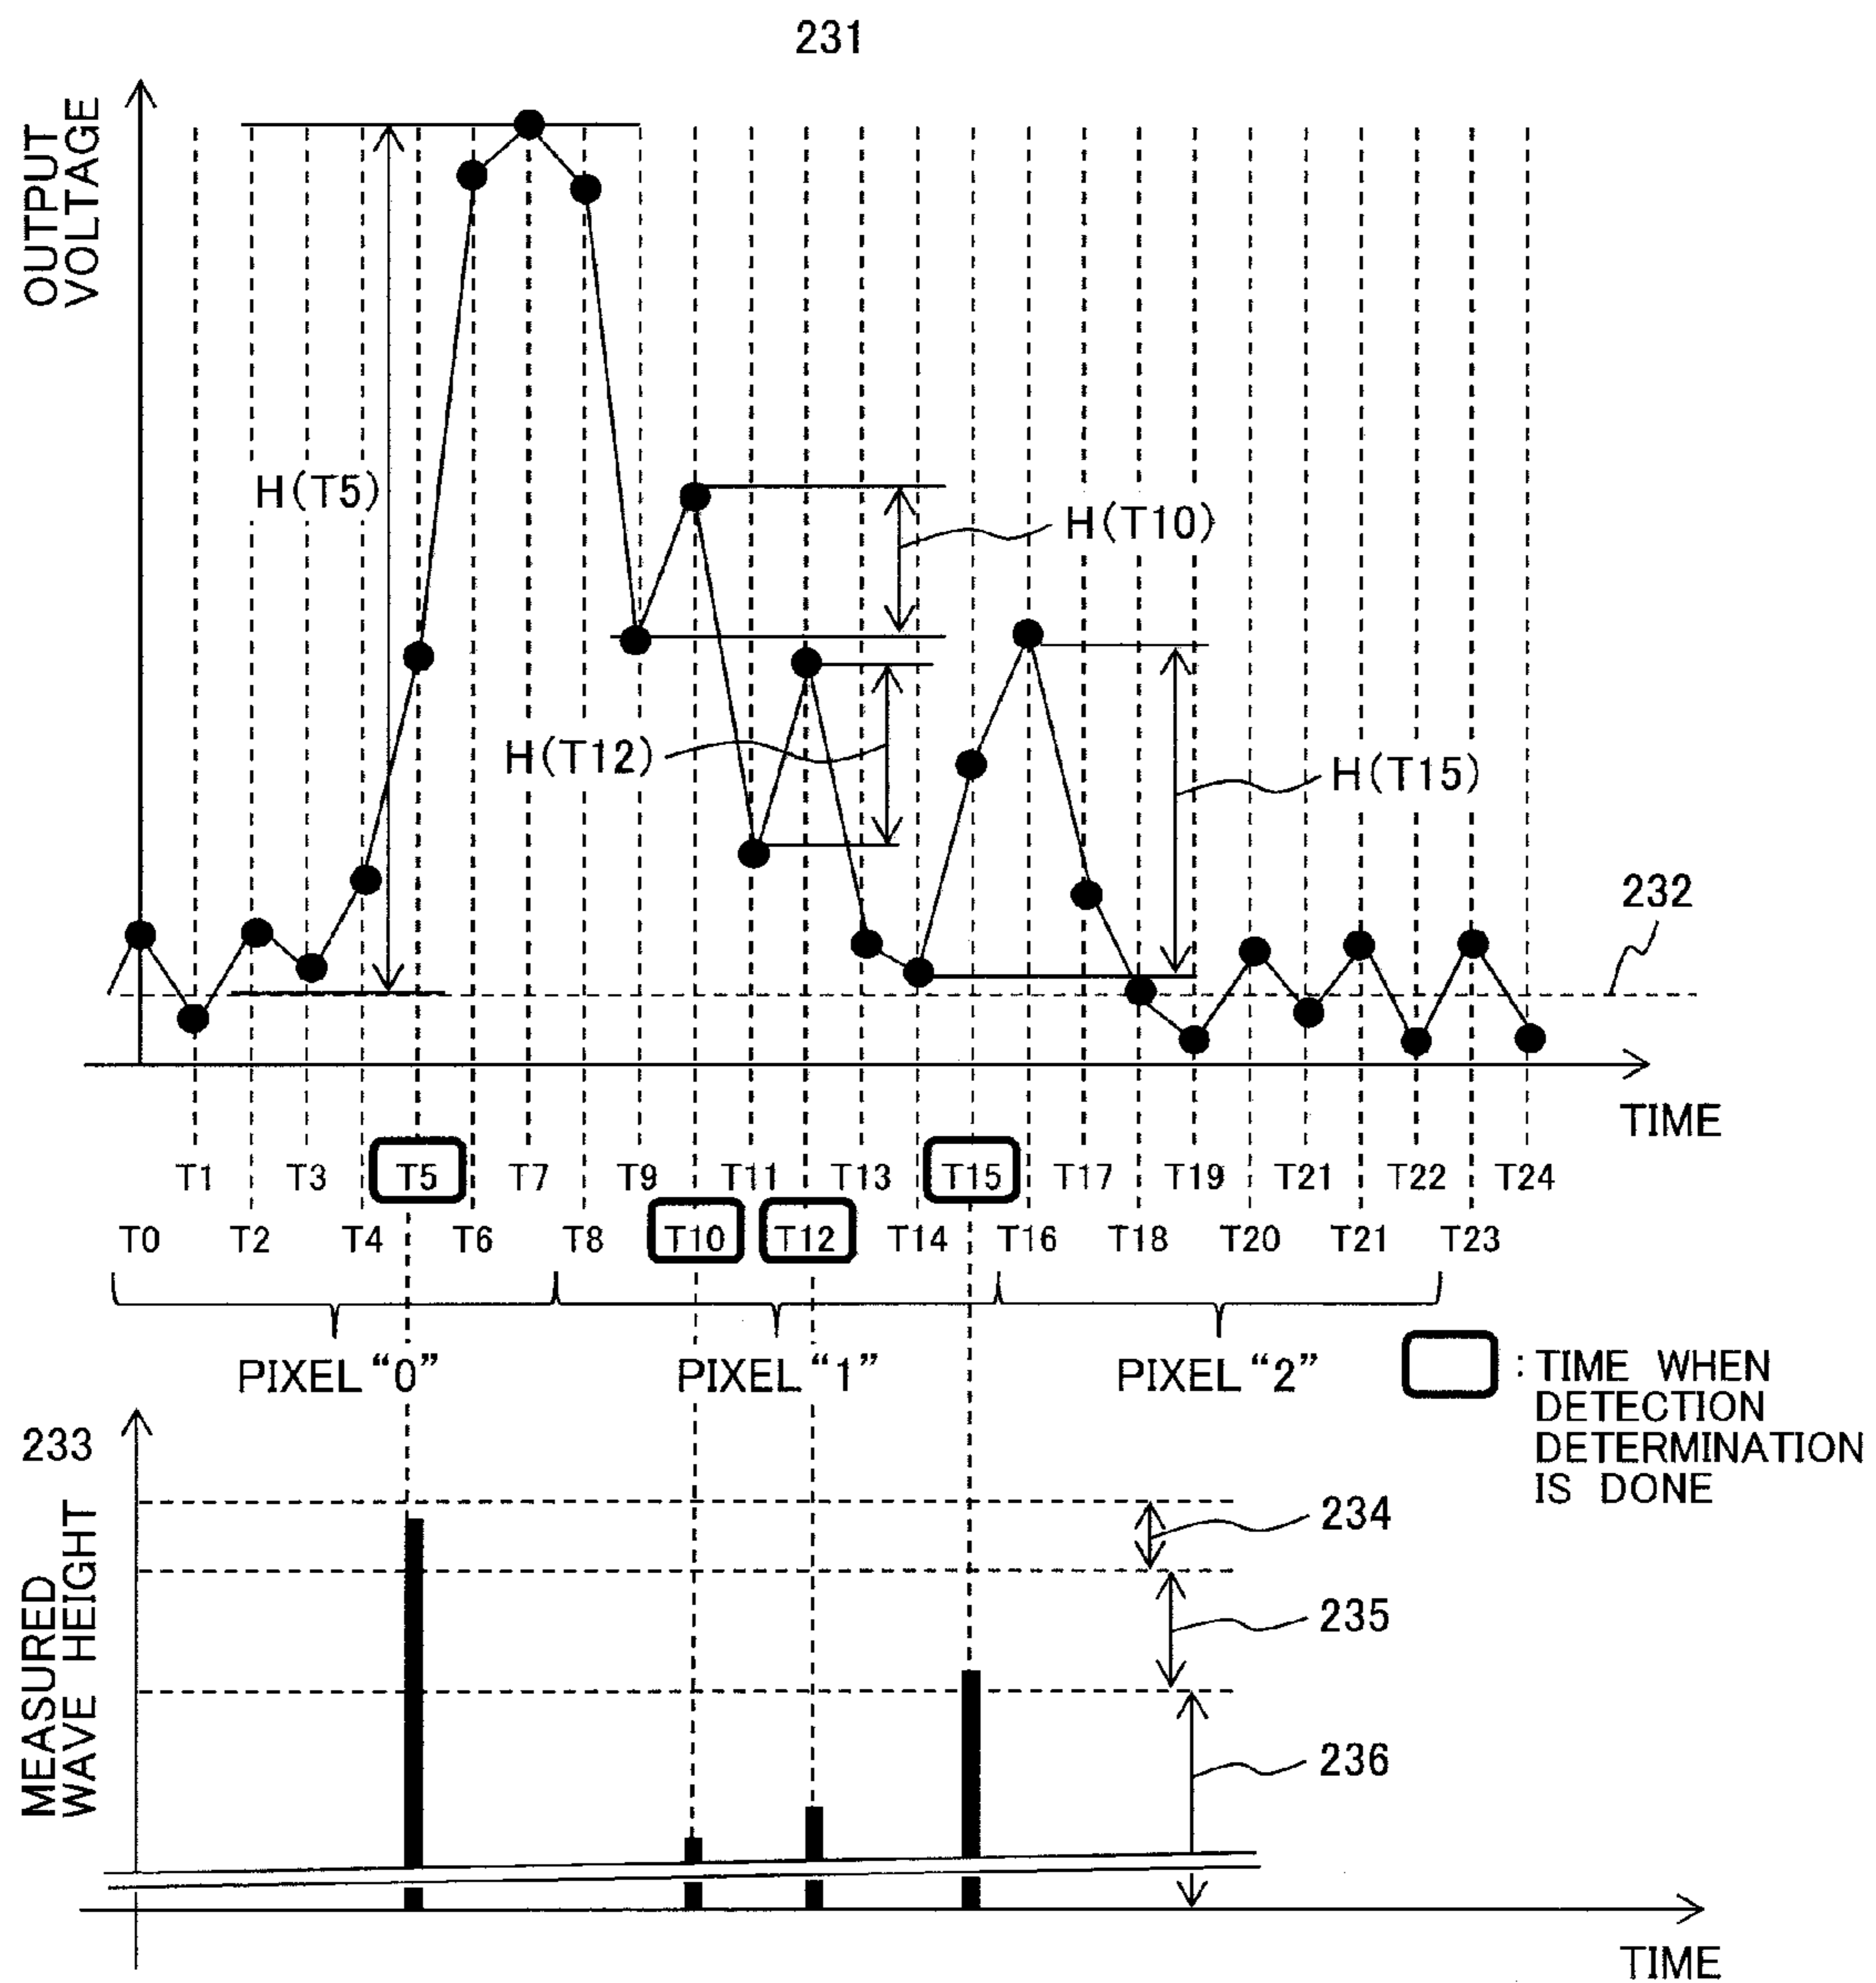 231
OUTPUT
VOLTAGE
H(T5)
H(T10)
H(T12)
H(T15)
232
TIME
T1 T3 T5 T7 T9 T11 T13 T15 T17 T19 T21 T22 T24
T0 T2 T4 T6 T8 T10 T12 T14 T16 T18 T20 T21 T23
PIXEL “0” PIXEL “1” PIXEL “2”
: TIME WHEN
DETECTION
DETERMINATION
IS DONE
233
MEASURED
WAVE HEIGHT
234
235
236
TIME